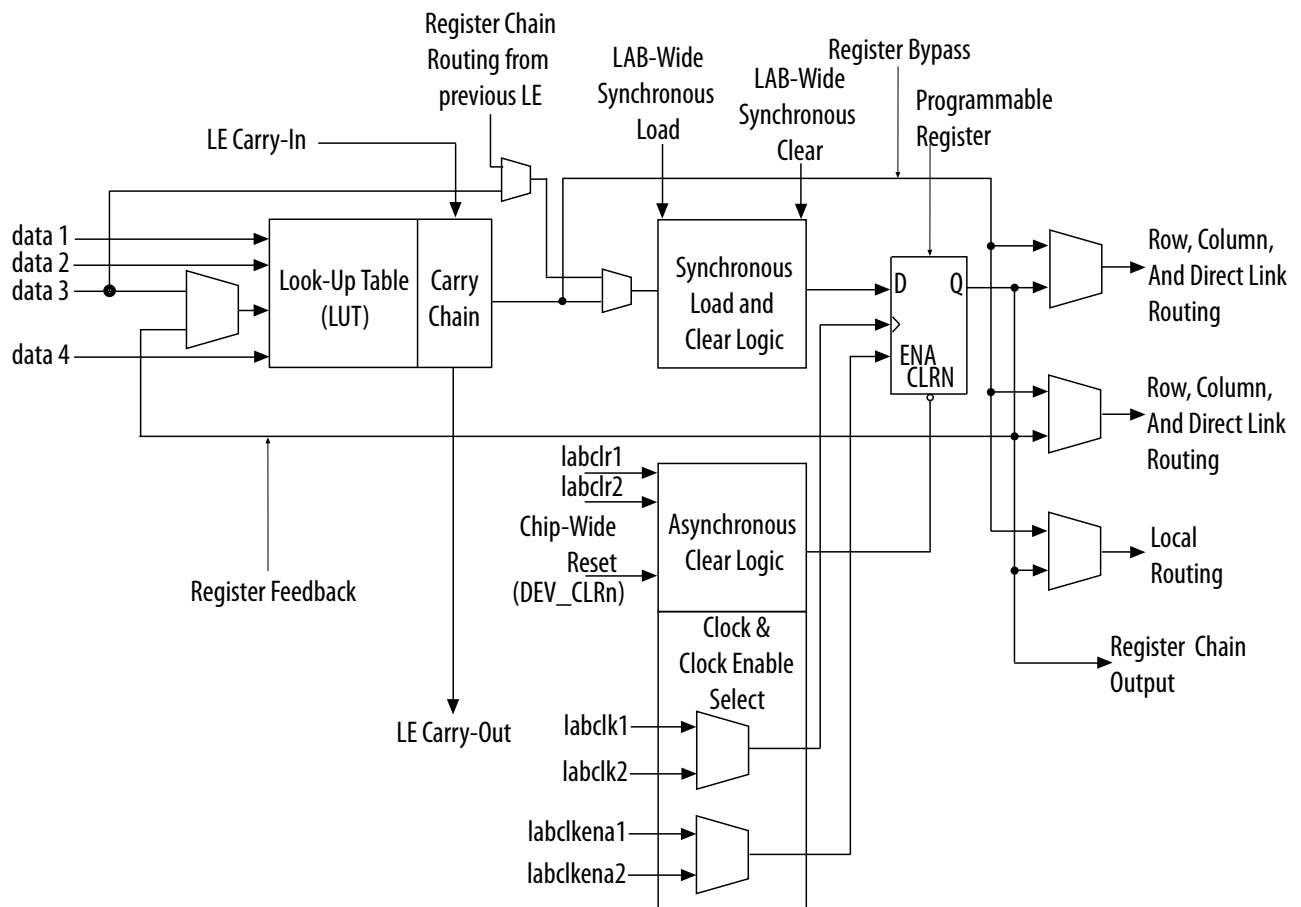 Register Chain
Routing from
previous LE
LAB-Wide
Synchronous
Load
LAB-Wide
Synchronous
Clear
Register Bypass
Programmable
Register
LE Carry-In
data 1
data 2
data 3
data 4
Look-Up Table
(LUT)
Carry
Chain
Synchronous
Load and
Clear Logic
D
Q
ENA
CLRN
Row, Column,
And Direct Link
Routing
Row, Column,
And Direct Link
Routing
Local
Routing
Register Chain
Output
Register Feedback
LE Carry-Out
labclr1
labclr2
Chip-Wide
Reset
(DEV_CLRn)
Asynchronous
Clear Logic
Clock &
Clock Enable
Select
labclk1
labclk2
labclkena1
labclkena2